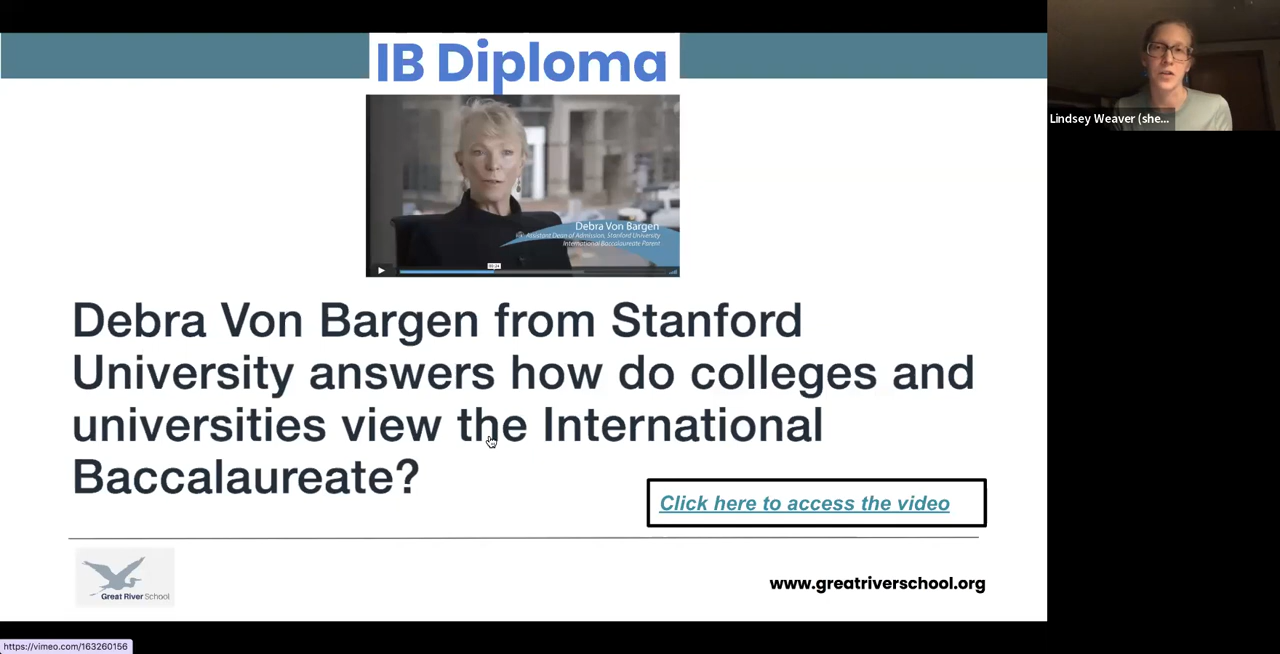 IB Diploma
Debra Von Bargen
Assistant Dean of Admission, Stanford University
International Baccalaureate Parent
Debra Von Bargen from Stanford
University answers how do colleges and
universities view the International
Baccalaureate?
Click here to access the video
Great River School
www.greatriverschool.org
Lindsey Weaver (she...
https://vimeo.com/163260156